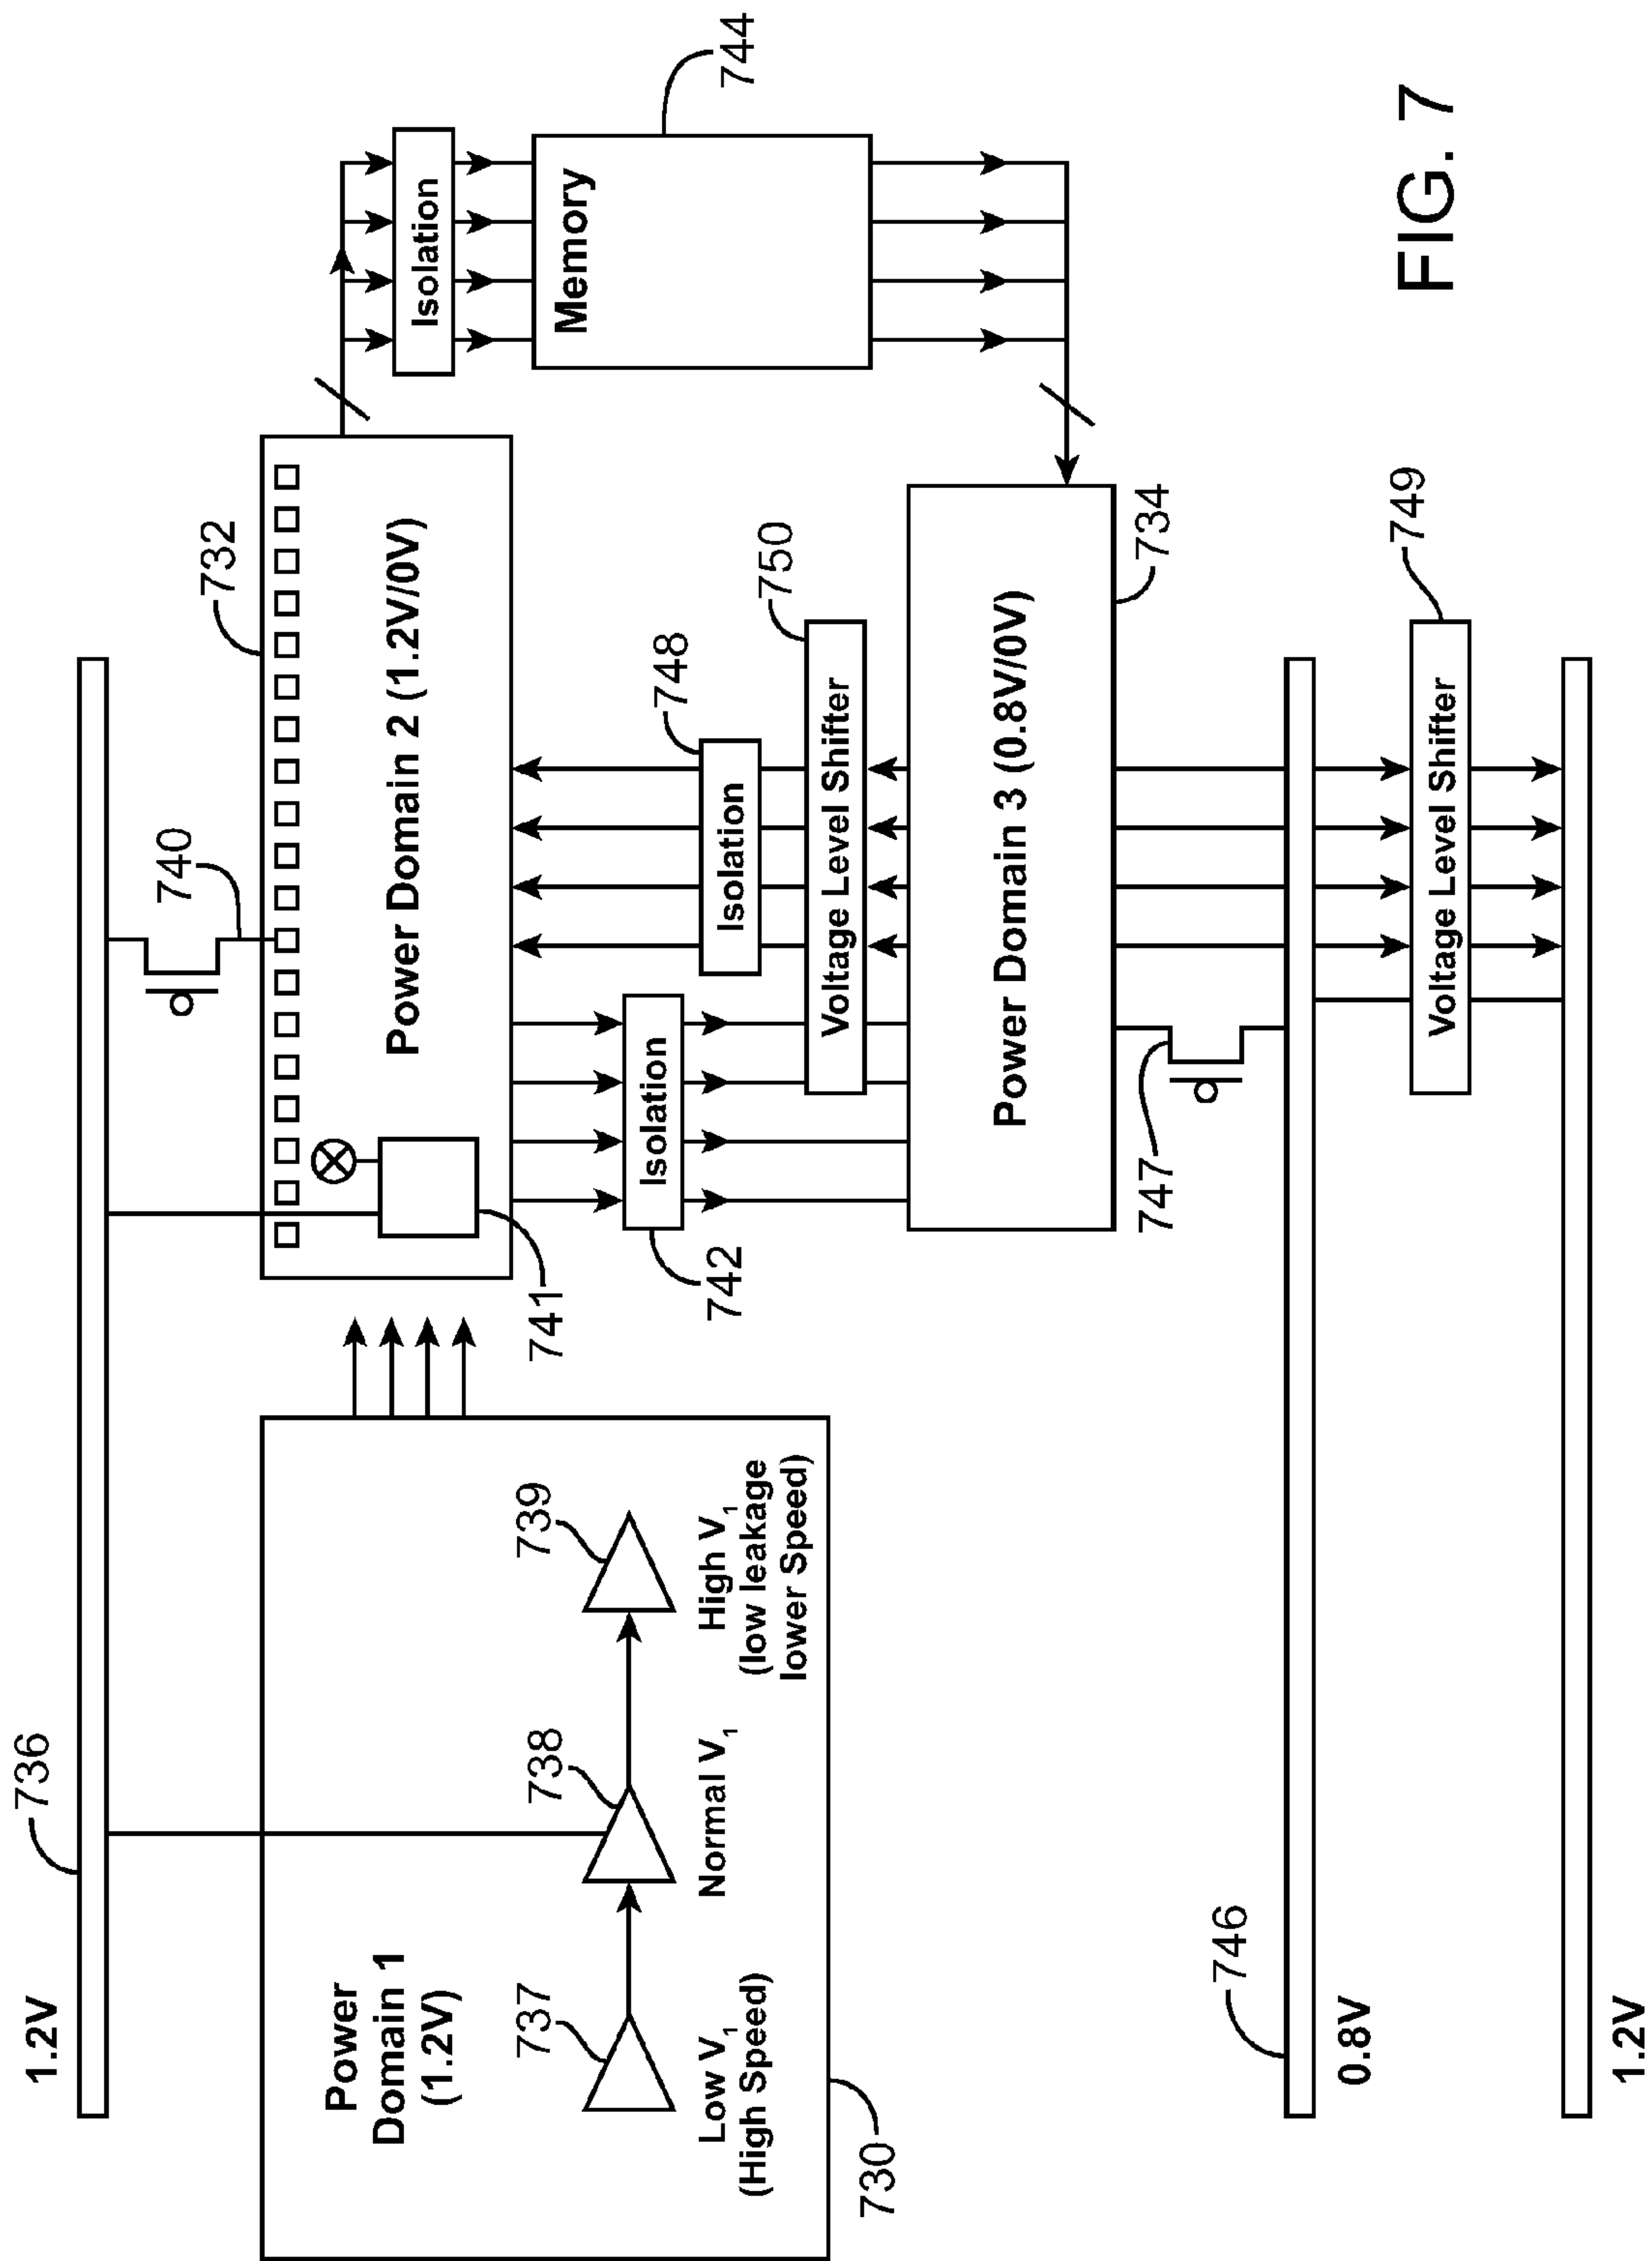 1.2V
736
Power
Domain 1
(1.2V)
737
738
739
Low V1
(High Speed)
Normal V1
High V1
(low leakage
lower Speed)
730
740
732
Power Domain 2 (1.2V/0V)
741
Isolation
Memory
744
742
Isolation
Isolation
748
Voltage Level Shifter
750
Power Domain 3 (0.8V/0V)
734
747
746
0.8V
Voltage Level Shifter
749
1.2V
FIG. 7